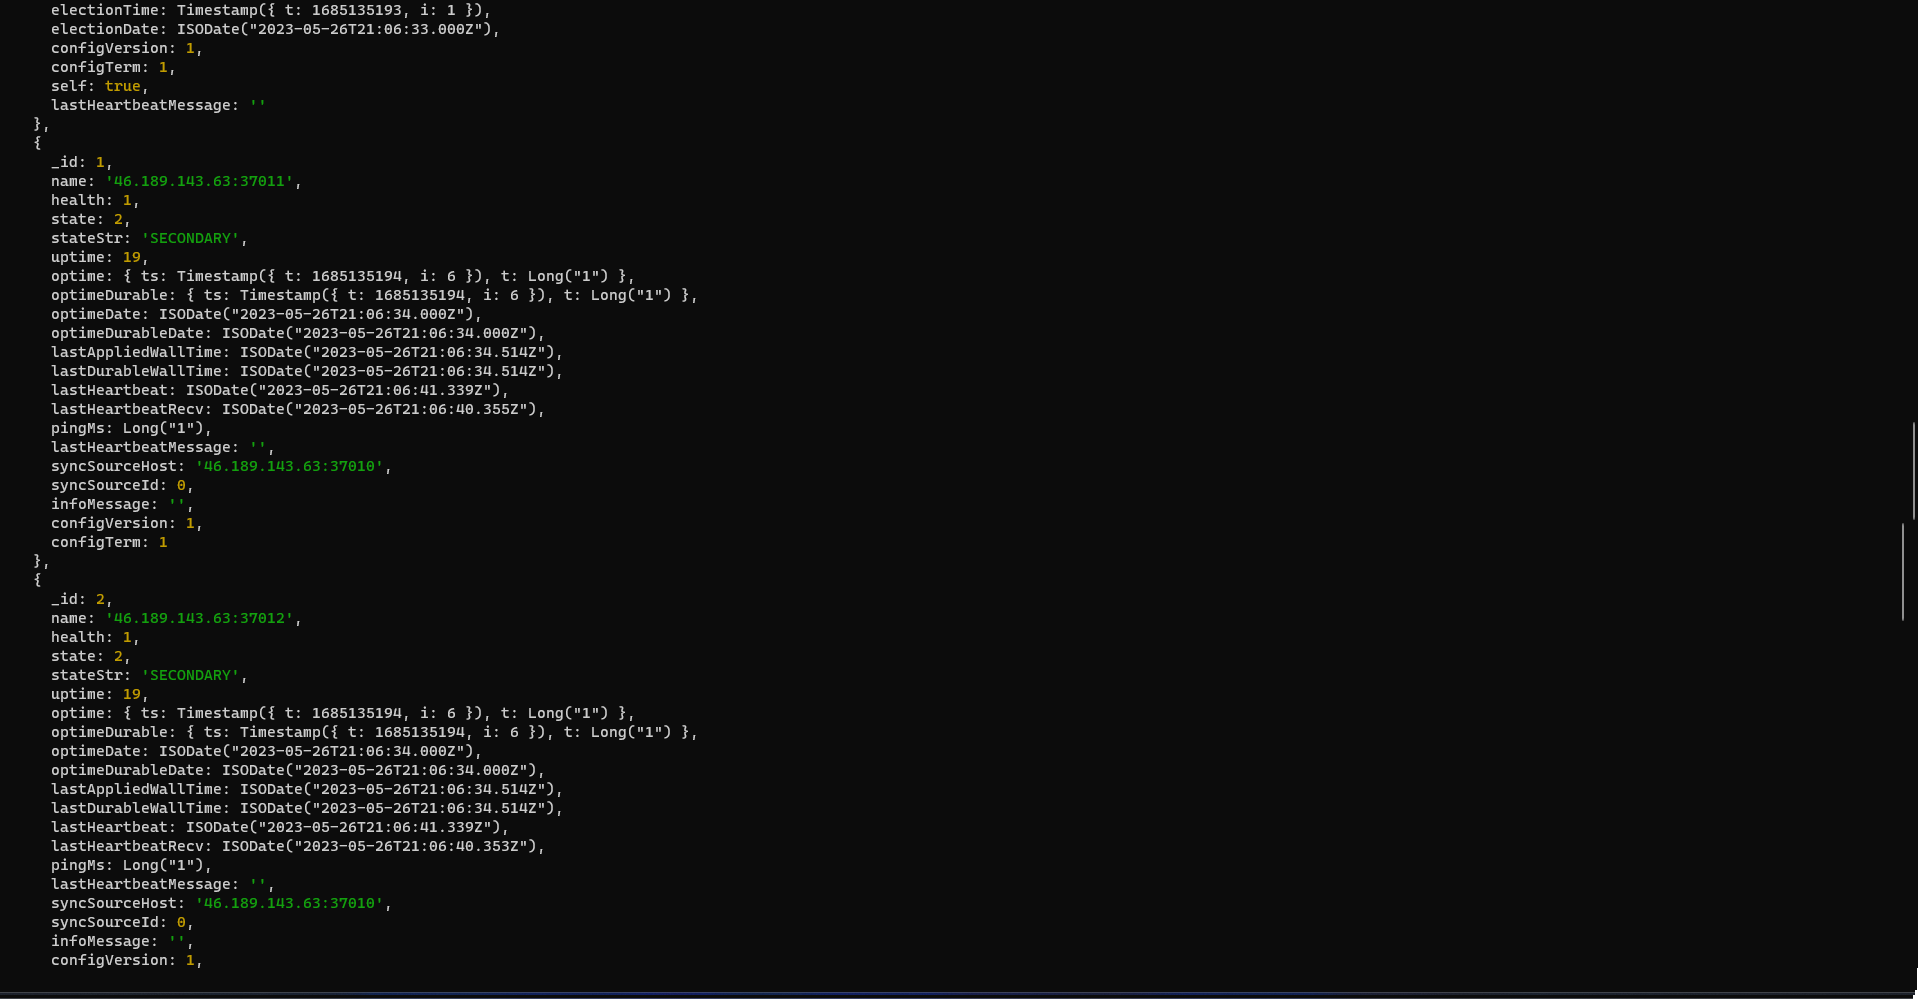 electionTime: Timestamp({ t: 1685135193, i: 1 }),
electionDate: ISODate("2023-05-26T21:06:33.000Z"),
configVersion: 1,
configTerm: 1,
self: true,
lastHeartbeatMessage: ''
},
{
_id: 1,
name: '46.189.143.63:37011',
health: 1,
state: 2,
stateStr: 'SECONDARY',
uptime: 19,
optime: { ts: Timestamp({ t: 1685135194, i: 6 }), t: Long("1") },
optimeDurable: { ts: Timestamp({ t: 1685135194, i: 6 }), t: Long("1") },
optimeDate: ISODate("2023-05-26T21:06:34.000Z"),
optimeDurableDate: ISODate("2023-05-26T21:06:34.000Z"),
lastAppliedWallTime: ISODate("2023-05-26T21:06:34.514Z"),
lastDurableWallTime: ISODate("2023-05-26T21:06:34.514Z"),
lastHeartbeat: ISODate("2023-05-26T21:06:41.339Z"),
lastHeartbeatRecv: ISODate("2023-05-26T21:06:40.355Z"),
pingMs: Long("1"),
lastHeartbeatMessage: '',
syncSourceHost: '46.189.143.63:37010',
syncSourceId: 0,
infoMessage: '',
configVersion: 1,
configTerm: 1
},
{
_id: 2,
name: '46.189.143.63:37012',
health: 1,
state: 2,
stateStr: 'SECONDARY',
uptime: 19,
optime: { ts: Timestamp({ t: 1685135194, i: 6 }), t: Long("1") },
optimeDurable: { ts: Timestamp({ t: 1685135194, i: 6 }), t: Long("1") },
optimeDate: ISODate("2023-05-26T21:06:34.000Z"),
optimeDurableDate: ISODate("2023-05-26T21:06:34.000Z"),
lastAppliedWallTime: ISODate("2023-05-26T21:06:34.514Z"),
lastDurableWallTime: ISODate("2023-05-26T21:06:34.514Z"),
lastHeartbeat: ISODate("2023-05-26T21:06:41.339Z"),
lastHeartbeatRecv: ISODate("2023-05-26T21:06:40.353Z"),
pingMs: Long("1"),
lastHeartbeatMessage: '',
syncSourceHost: '46.189.143.63:37010',
syncSourceId: 0,
infoMessage: '',
configVersion: 1,